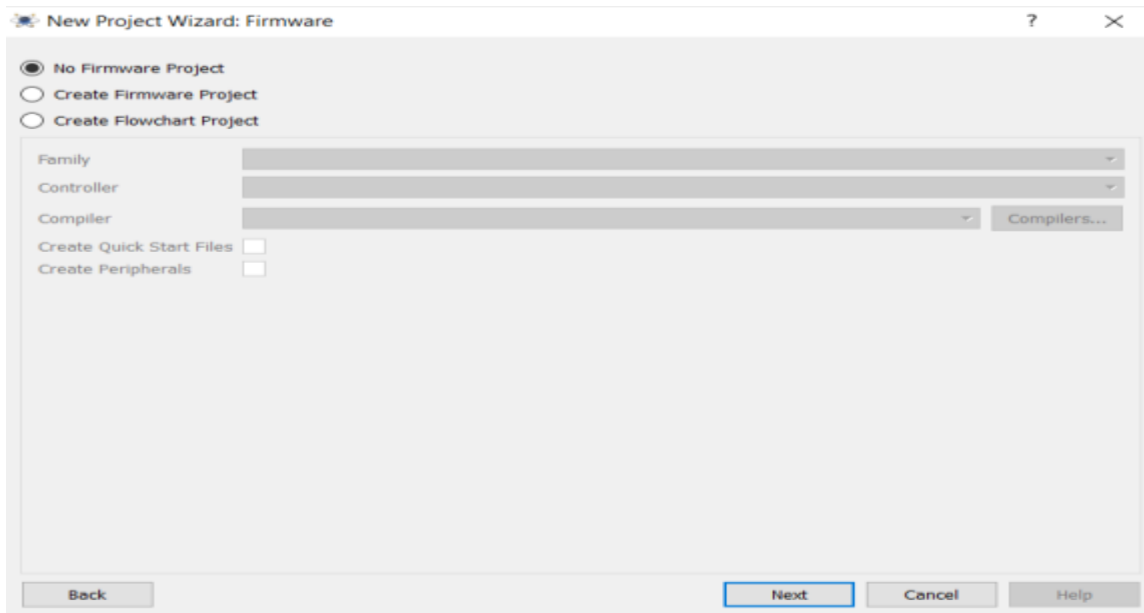 New Project Wizard: Firmware ?
No Firmware Project
Create Firmware Project
Create Flowchart Project
Family
Controller
Compiler Compilers...
Create Quick Start Files
Create Peripherals
Back Next Cancel Help